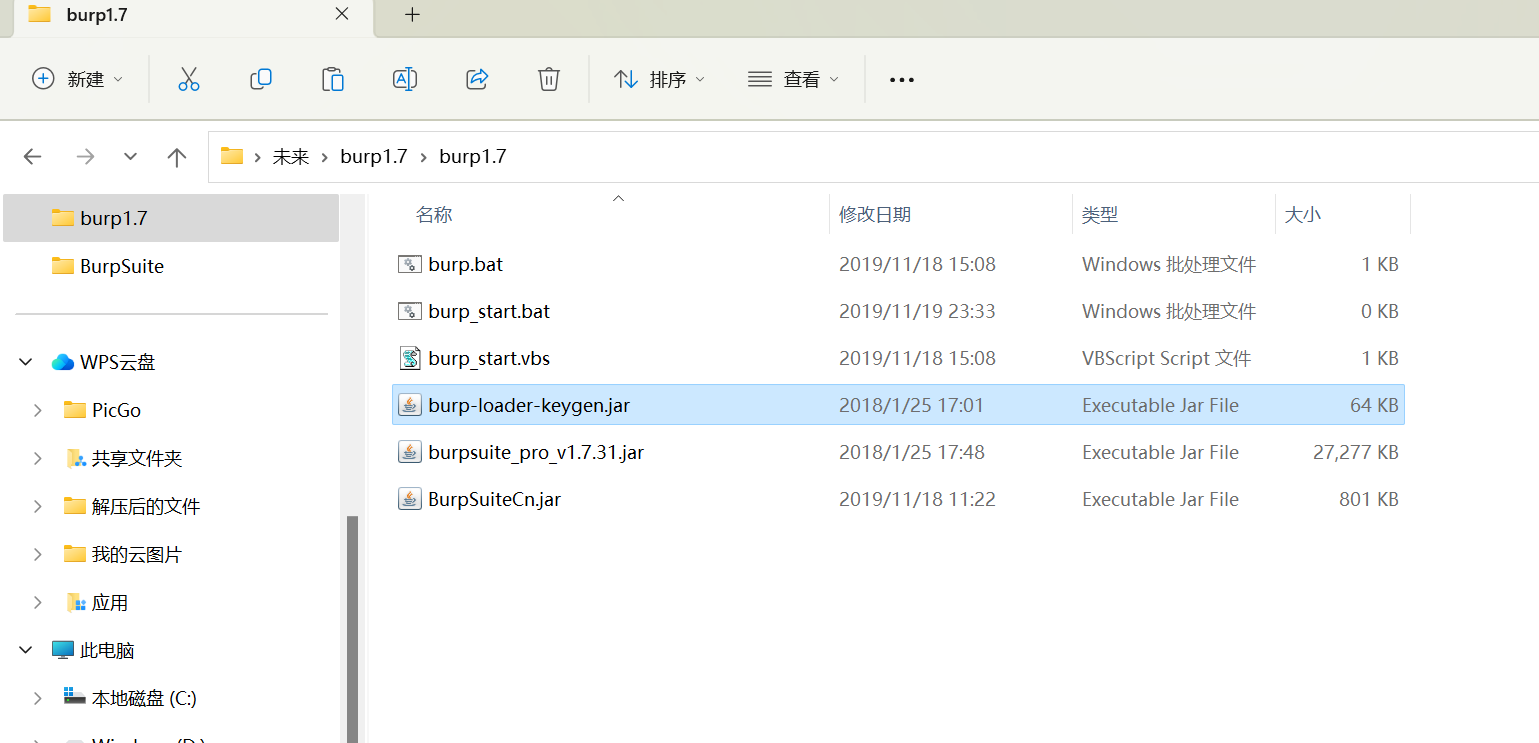 burp1.7
新建
排序
查看
未来 > burp1.7 > burp1.7
burp1.7
BurpSuite
WPS云盘
PicGo
共享文件夹
解压后的文件
我的云图片
应用
此电脑
本地磁盘 (C:)
名称 修改日期 类型 大小
burp.bat 2019/11/18 15:08 Windows 批处理文件 1 KB
burp_start.bat 2019/11/19 23:33 Windows 批处理文件 0 KB
burp_start.vbs 2019/11/18 15:08 VBScript Script 文件 1 KB
burp-loader-keygen.jar 2018/1/25 17:01 Executable Jar File 64 KB
burpsuite_pro_v1.7.31.jar 2018/1/25 17:48 Executable Jar File 27,277 KB
BurpSuiteCn.jar 2019/11/18 11:22 Executable Jar File 801 KB